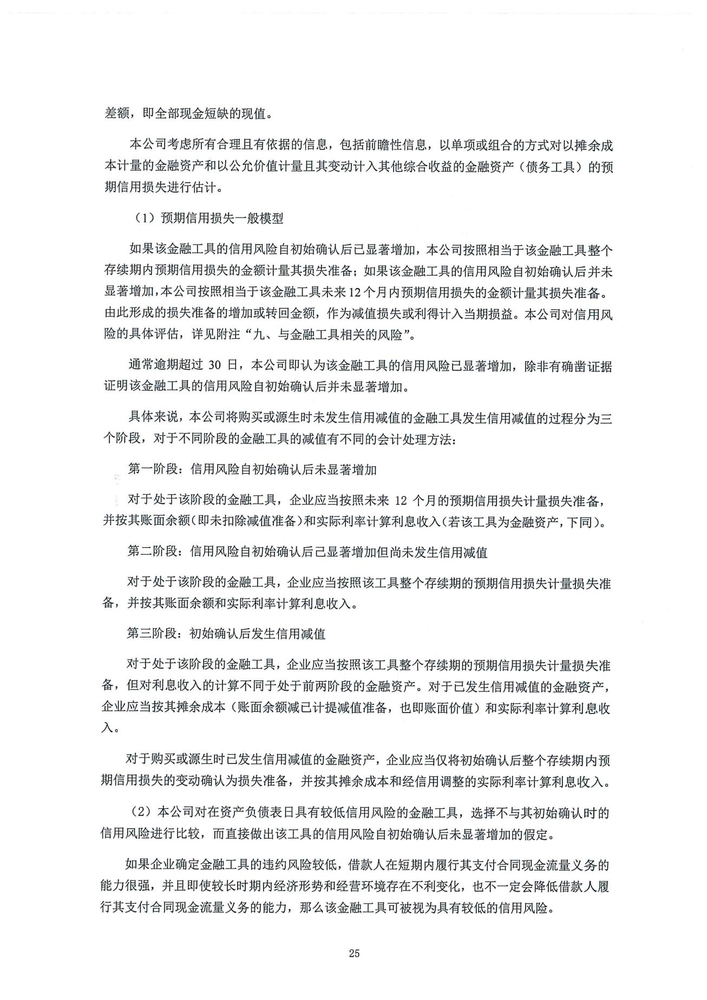 差额，即全部现金短缺的现值。
本公司考虑所有合理且有依据的信息，包括前瞻性信息，以单项或组合的方式对以摊余成
本计量的金融资产和以公允价值计量且其变动计入其他综合收益的金融资产（债务工具）的预
期信用损失进行估计。
（1）预期信用损失一般模型
如果该金融工具的信用风险自初始确认后已显著增加，本公司按照相当于该金融工具整个
存续期内预期信用损失的金额计量其损失准备；如果该金融工具的信用风险自初始确认后并未
显著增加，本公司按照相当于该金融工具未来12个月内预期信用损失的金额计量其损失准备。
由此形成的损失准备的增加或转回金额，作为减值损失或利得计入当期损益。本公司对信用风
险的具体评估，详见附注“九、与金融工具相关的风险”。
通常逾期超过 30 日，本公司即认为该金融工具的信用风险已显著增加，除非有确凿证据
证明该金融工具的信用风险自初始确认后并未显著增加。
具体来说，本公司将购买或源生时未发生信用减值的金融工具发生信用减值的过程分为三
个阶段，对于不同阶段的金融工具的减值有不同的会计处理方法：
第一阶段：信用风险自初始确认后未显著增加
对于处于该阶段的金融工具，企业应当按照未来 12 个月的预期信用损失计量损失准备，
并按其账面余额（即未扣除减值准备）和实际利率计算利息收入（若该工具为金融资产，下同）。
第二阶段：信用风险自初始确认后已显著增加但尚未发生信用减值
对于处于该阶段的金融工具，企业应当按照该工具整个存续期的预期信用损失计量损失准
备，并按其账面余额和实际利率计算利息收入。
第三阶段：初始确认后发生信用减值
对于处于该阶段的金融工具，企业应当按照该工具整个存续期的预期信用损失计量损失准
备，但对利息收入的计算不同于处于前两阶段的金融资产。对于已发生信用减值的金融资产，
企业应当按其摊余成本（账面余额减已计提减值准备，也即账面价值）和实际利率计算利息收
入。
对于购买或源生时已发生信用减值的金融资产，企业应当仅将初始确认后整个存续期内预
期信用损失的变动确认为损失准备，并按其摊余成本和经信用调整的实际利率计算利息收入。
（2）本公司对在资产负债表日具有较低信用风险的金融工具，选择不与其初始确认时的
信用风险进行比较，而直接做出该工具的信用风险自初始确认后未显著增加的假定。
如果企业确定金融工具的违约风险较低，借款人在短期内履行其支付合同现金流量义务的
能力很强，并且即使较长时期内经济形势和经营环境存在不利变化，也不一定会降低借款人履
行其支付合同现金流量义务的能力，那么该金融工具可被视为具有较低的信用风险。
25